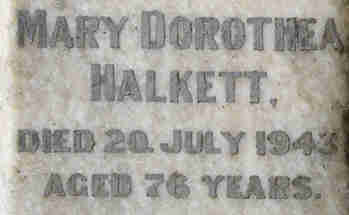 MARY DOROTHEA
HALKETT,
DIED 20. JULY 1943
AGED 76 YEARS.